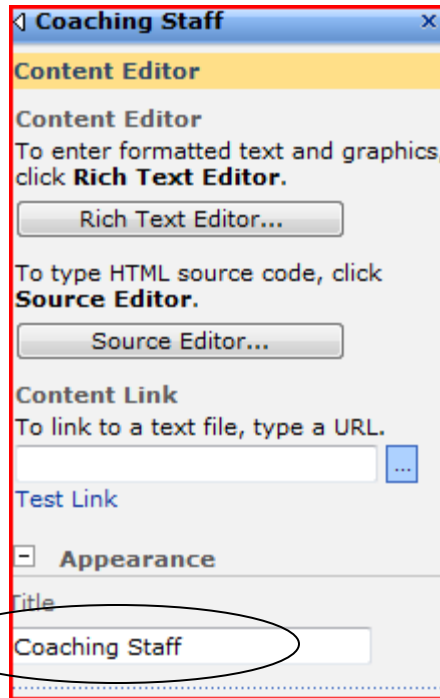 Coaching Staff ×
Content Editor
Content Editor
To enter formatted text and graphics,
click Rich Text Editor.
Rich Text Editor...
To type HTML source code, click
Source Editor.
Source Editor...
Content Link
To link to a text file, type a URL.
...
Test Link
Appearance
Title
Coaching Staff